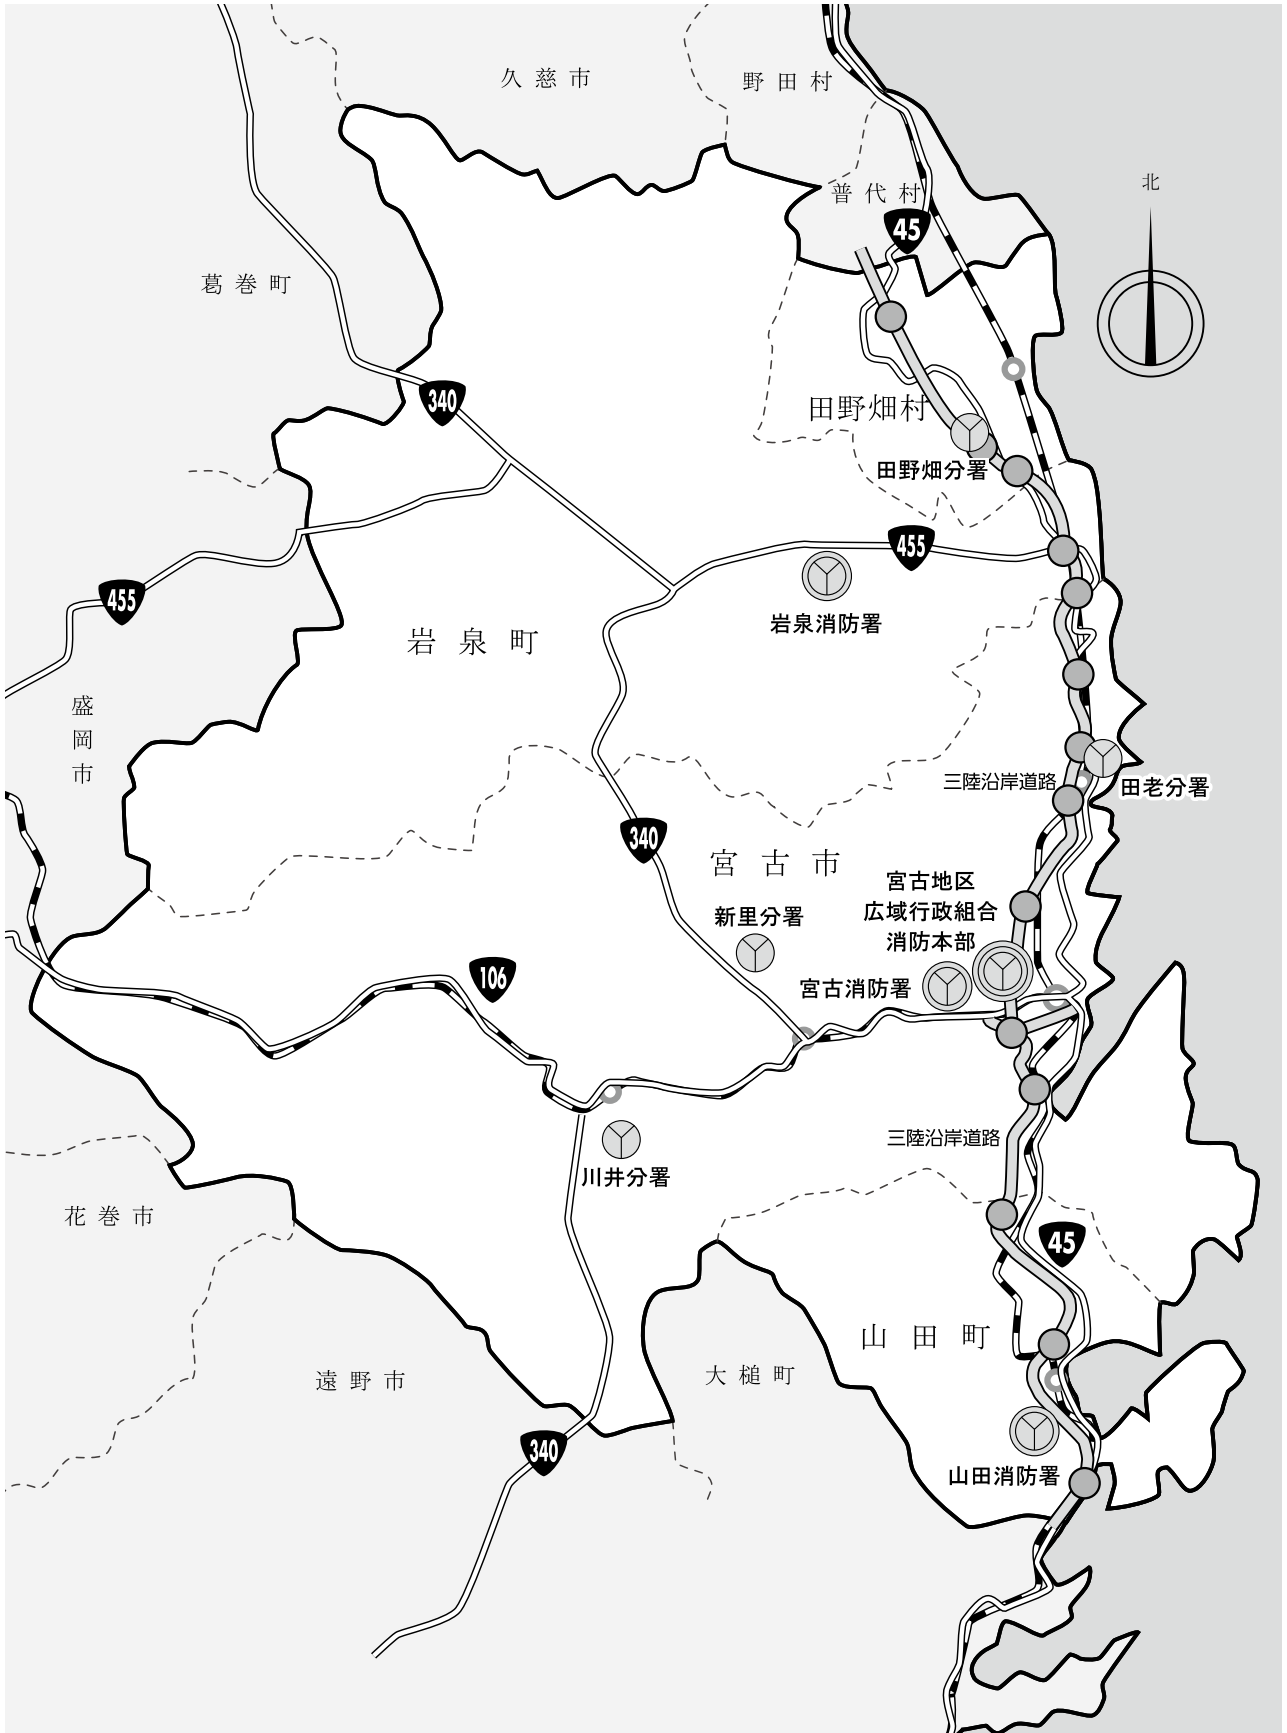 久慈市
野田村
普代村
北
45
葛巻町
340
田野畑村
田野畑分署
455
455
岩泉消防署
岩泉町
盛岡市
三陸沿岸道路
田老分署
340
宮古市
宮古地区
広域行政組合
消防本部
新里分署
宮古消防署
106
三陸沿岸道路
川井分署
花巻市
45
山田町
遠野市
大槌町
340
山田消防署